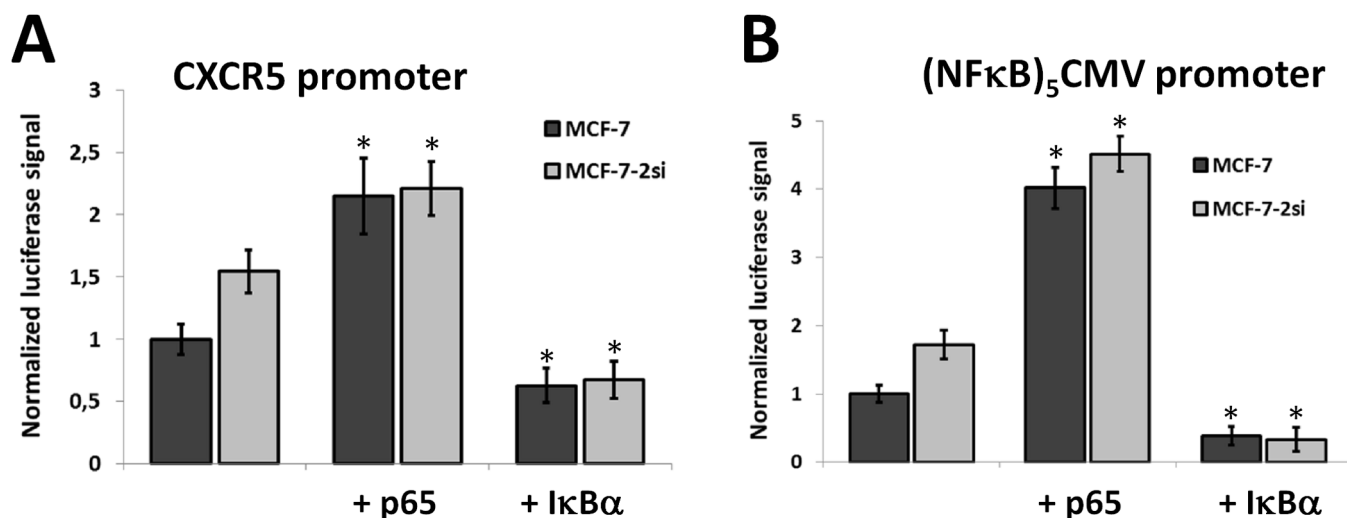 A
CXCR5 promoter
Normalized luciferase signal
3
2,5
2
1,5
1
0,5
0
MCF-7
MCF-7-2si
* *
* *
+ p65
+ IκBα
B
(NFκB)5CMV promoter
Normalized luciferase signal
5
4
3
2
1
0
MCF-7
MCF-7-2si
* *
* *
+ p65
+ IκBα